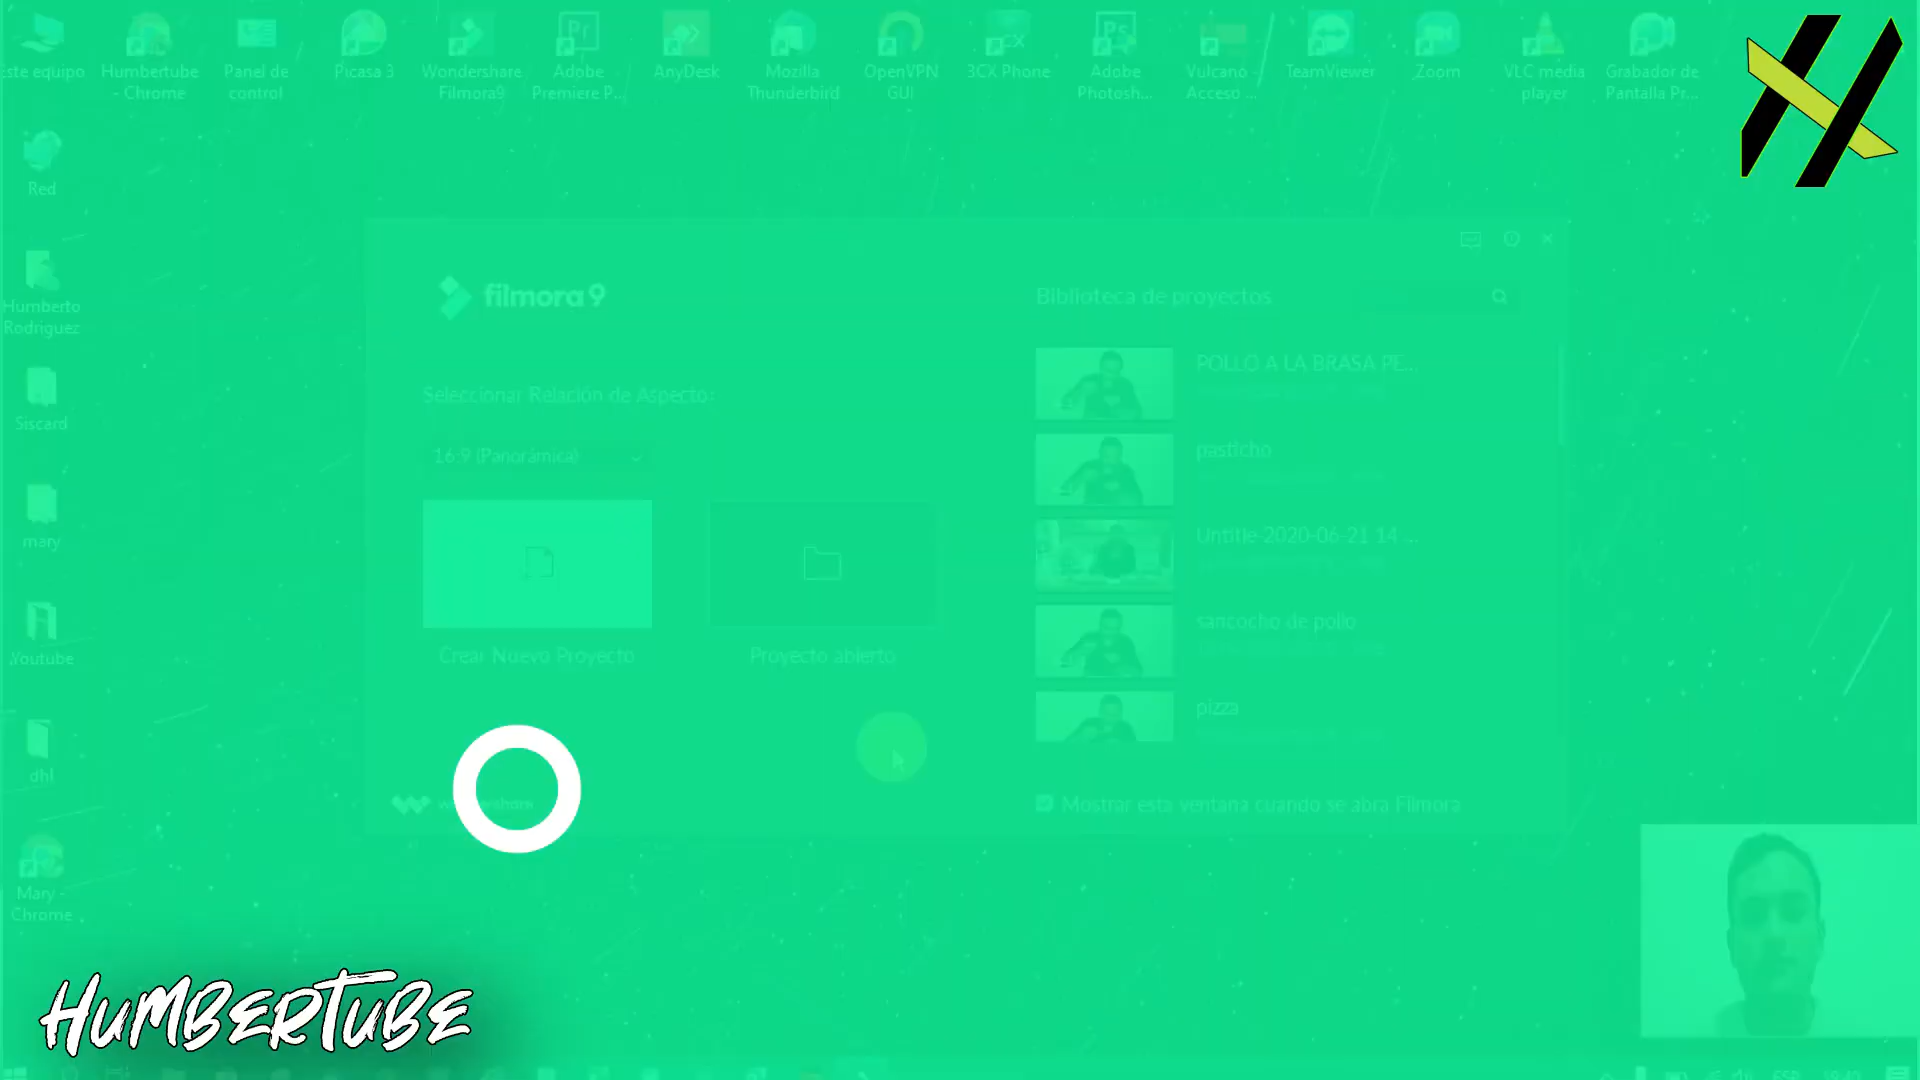 Este equipo
Humbertube
- Chrome
Panel de
control
Picasa 3
Wondershare
Filmora9
Adobe
Premiere P...
AnyDesk
Mozilla
Thunderbird
OpenVPN
GUI
3CX Phone
Adobe
Photosh...
Vulcano -
Acceso ...
TeamViewer
Zoom
VLC media
player
Grabador de
Pantalla Pr...
Red
Humberto
Rodriguez
Siscard
mary
Youtube
dhl
Mary -
Chrome
filmora9
Seleccionar Relación de Aspecto:
16:9 (Panorámica)
Crear Nuevo Proyecto
Proyecto abierto
Biblioteca de proyectos
POLLO A LA BRASA PE...
pasticho
Untitle 2020-06-21 14 ...
sancocho de pollo
pizza
Mostrar esta ventana cuando se abra Filmora
HUMBERTUBE
ESP